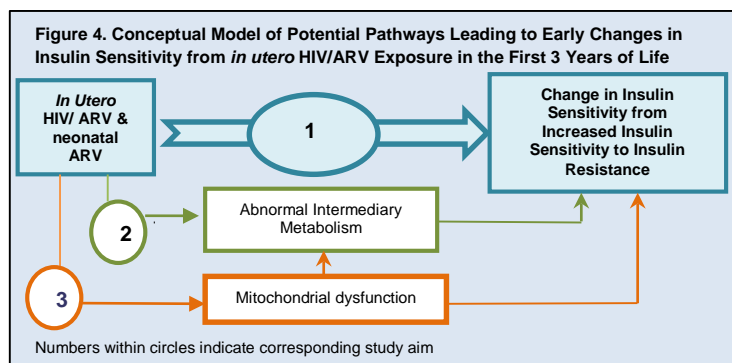 Figure 4. Conceptual Model of Potential Pathways Leading to Early Changes in
Insulin Sensitivity from in utero HIV/ARV Exposure in the First 3 Years of Life
In Utero
HIV/ ARV &
neonatal
ARV
1
Change in Insulin
Sensitivity from
Increased Insulin
Sensitivity to Insulin
Resistance
2
Abnormal Intermediary
Metabolism
3
Mitochondrial dysfunction
Numbers within circles indicate corresponding study aim